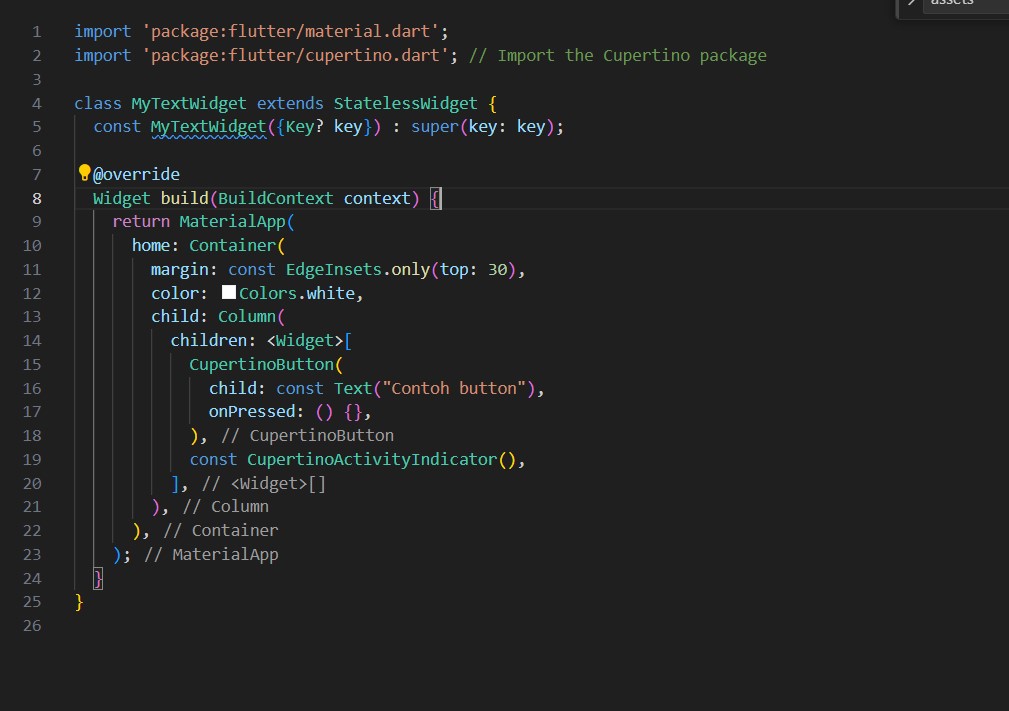 assets
1 import 'package:flutter/material.dart';
2 import 'package:flutter/cupertino.dart'; // Import the Cupertino package
3
4 class MyTextWidget extends StatelessWidget {
5   const MyTextWidget({Key? key}) : super(key: key);
6
7   @override
8   Widget build(BuildContext context) {
9     return MaterialApp(
10       home: Container(
11         margin: const EdgeInsets.only(top: 30),
12         color: Colors.white,
13         child: Column(
14           children: <Widget>[
15             CupertinoButton(
16               child: const Text("Contoh button"),
17               onPressed: () {},
18             ), // CupertinoButton
19             const CupertinoActivityIndicator(),
20           ], // <Widget>[]
21         ), // Column
22       ), // Container
23     ); // MaterialApp
24   }
25 }
26